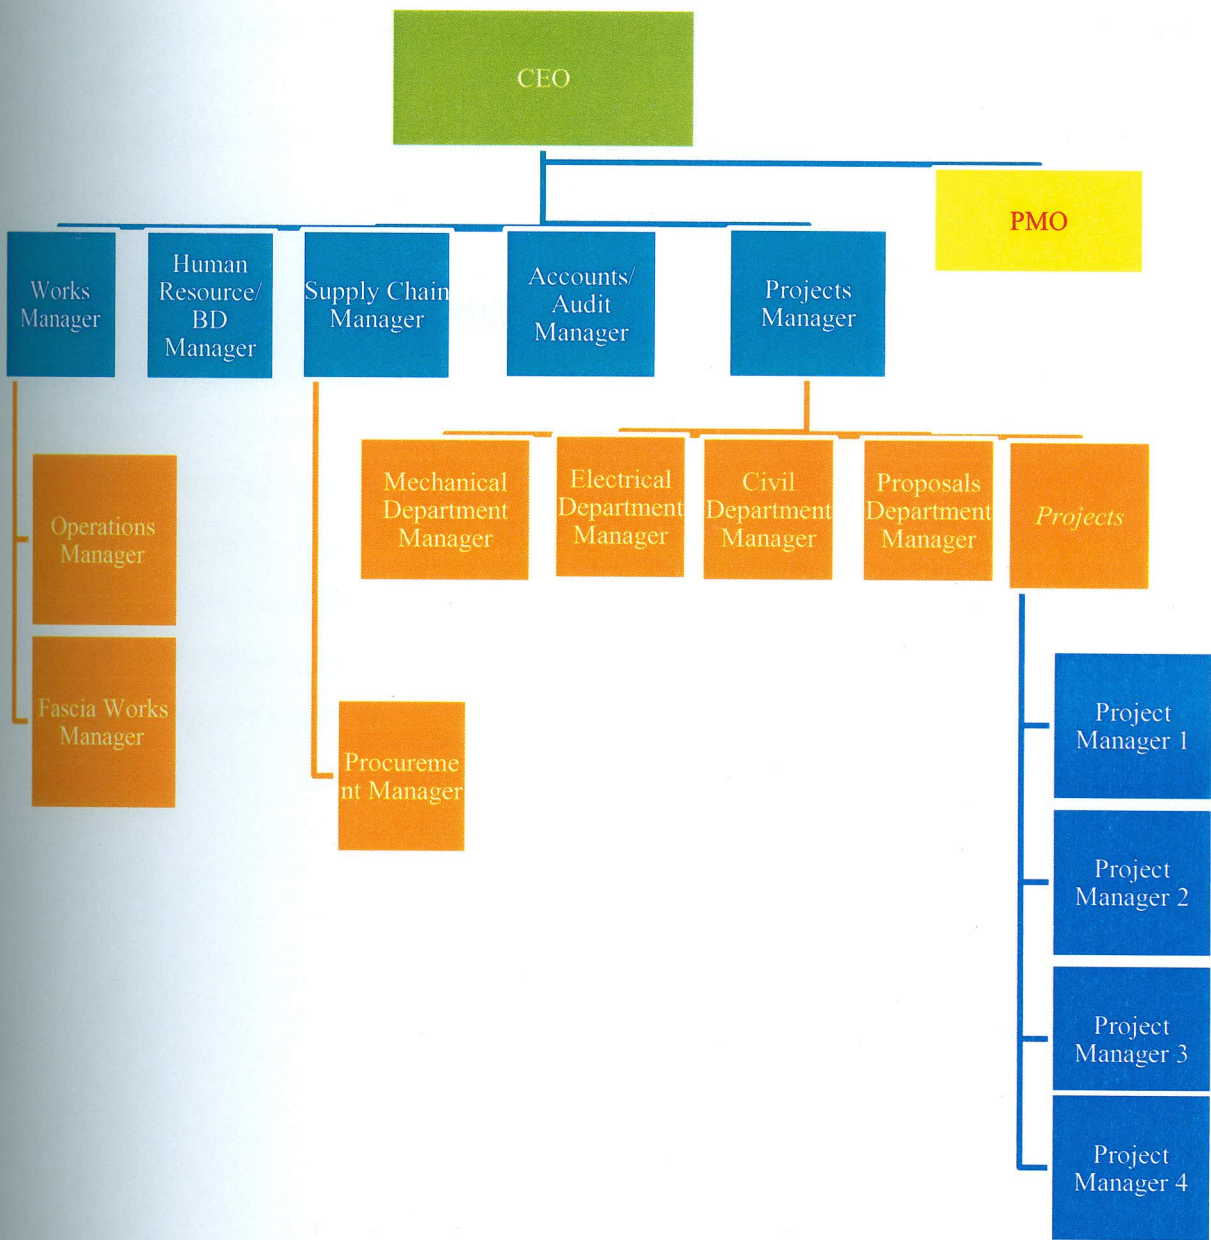 CEO
PMO
Works
Manager
Human
Resource/
BD
Manager
Supply Chain
Manager
Accounts/
Audit
Manager
Projects
Manager
Mechanical
Department
Manager
Electrical
Department
Manager
Civil
Department
Manager
Proposals
Department
Manager
Projects
Operations
Manager
Fascia Works
Manager
Procureme
nt Manager
Project
Manager 1
Project
Manager 2
Project
Manager 3
Project
Manager 4